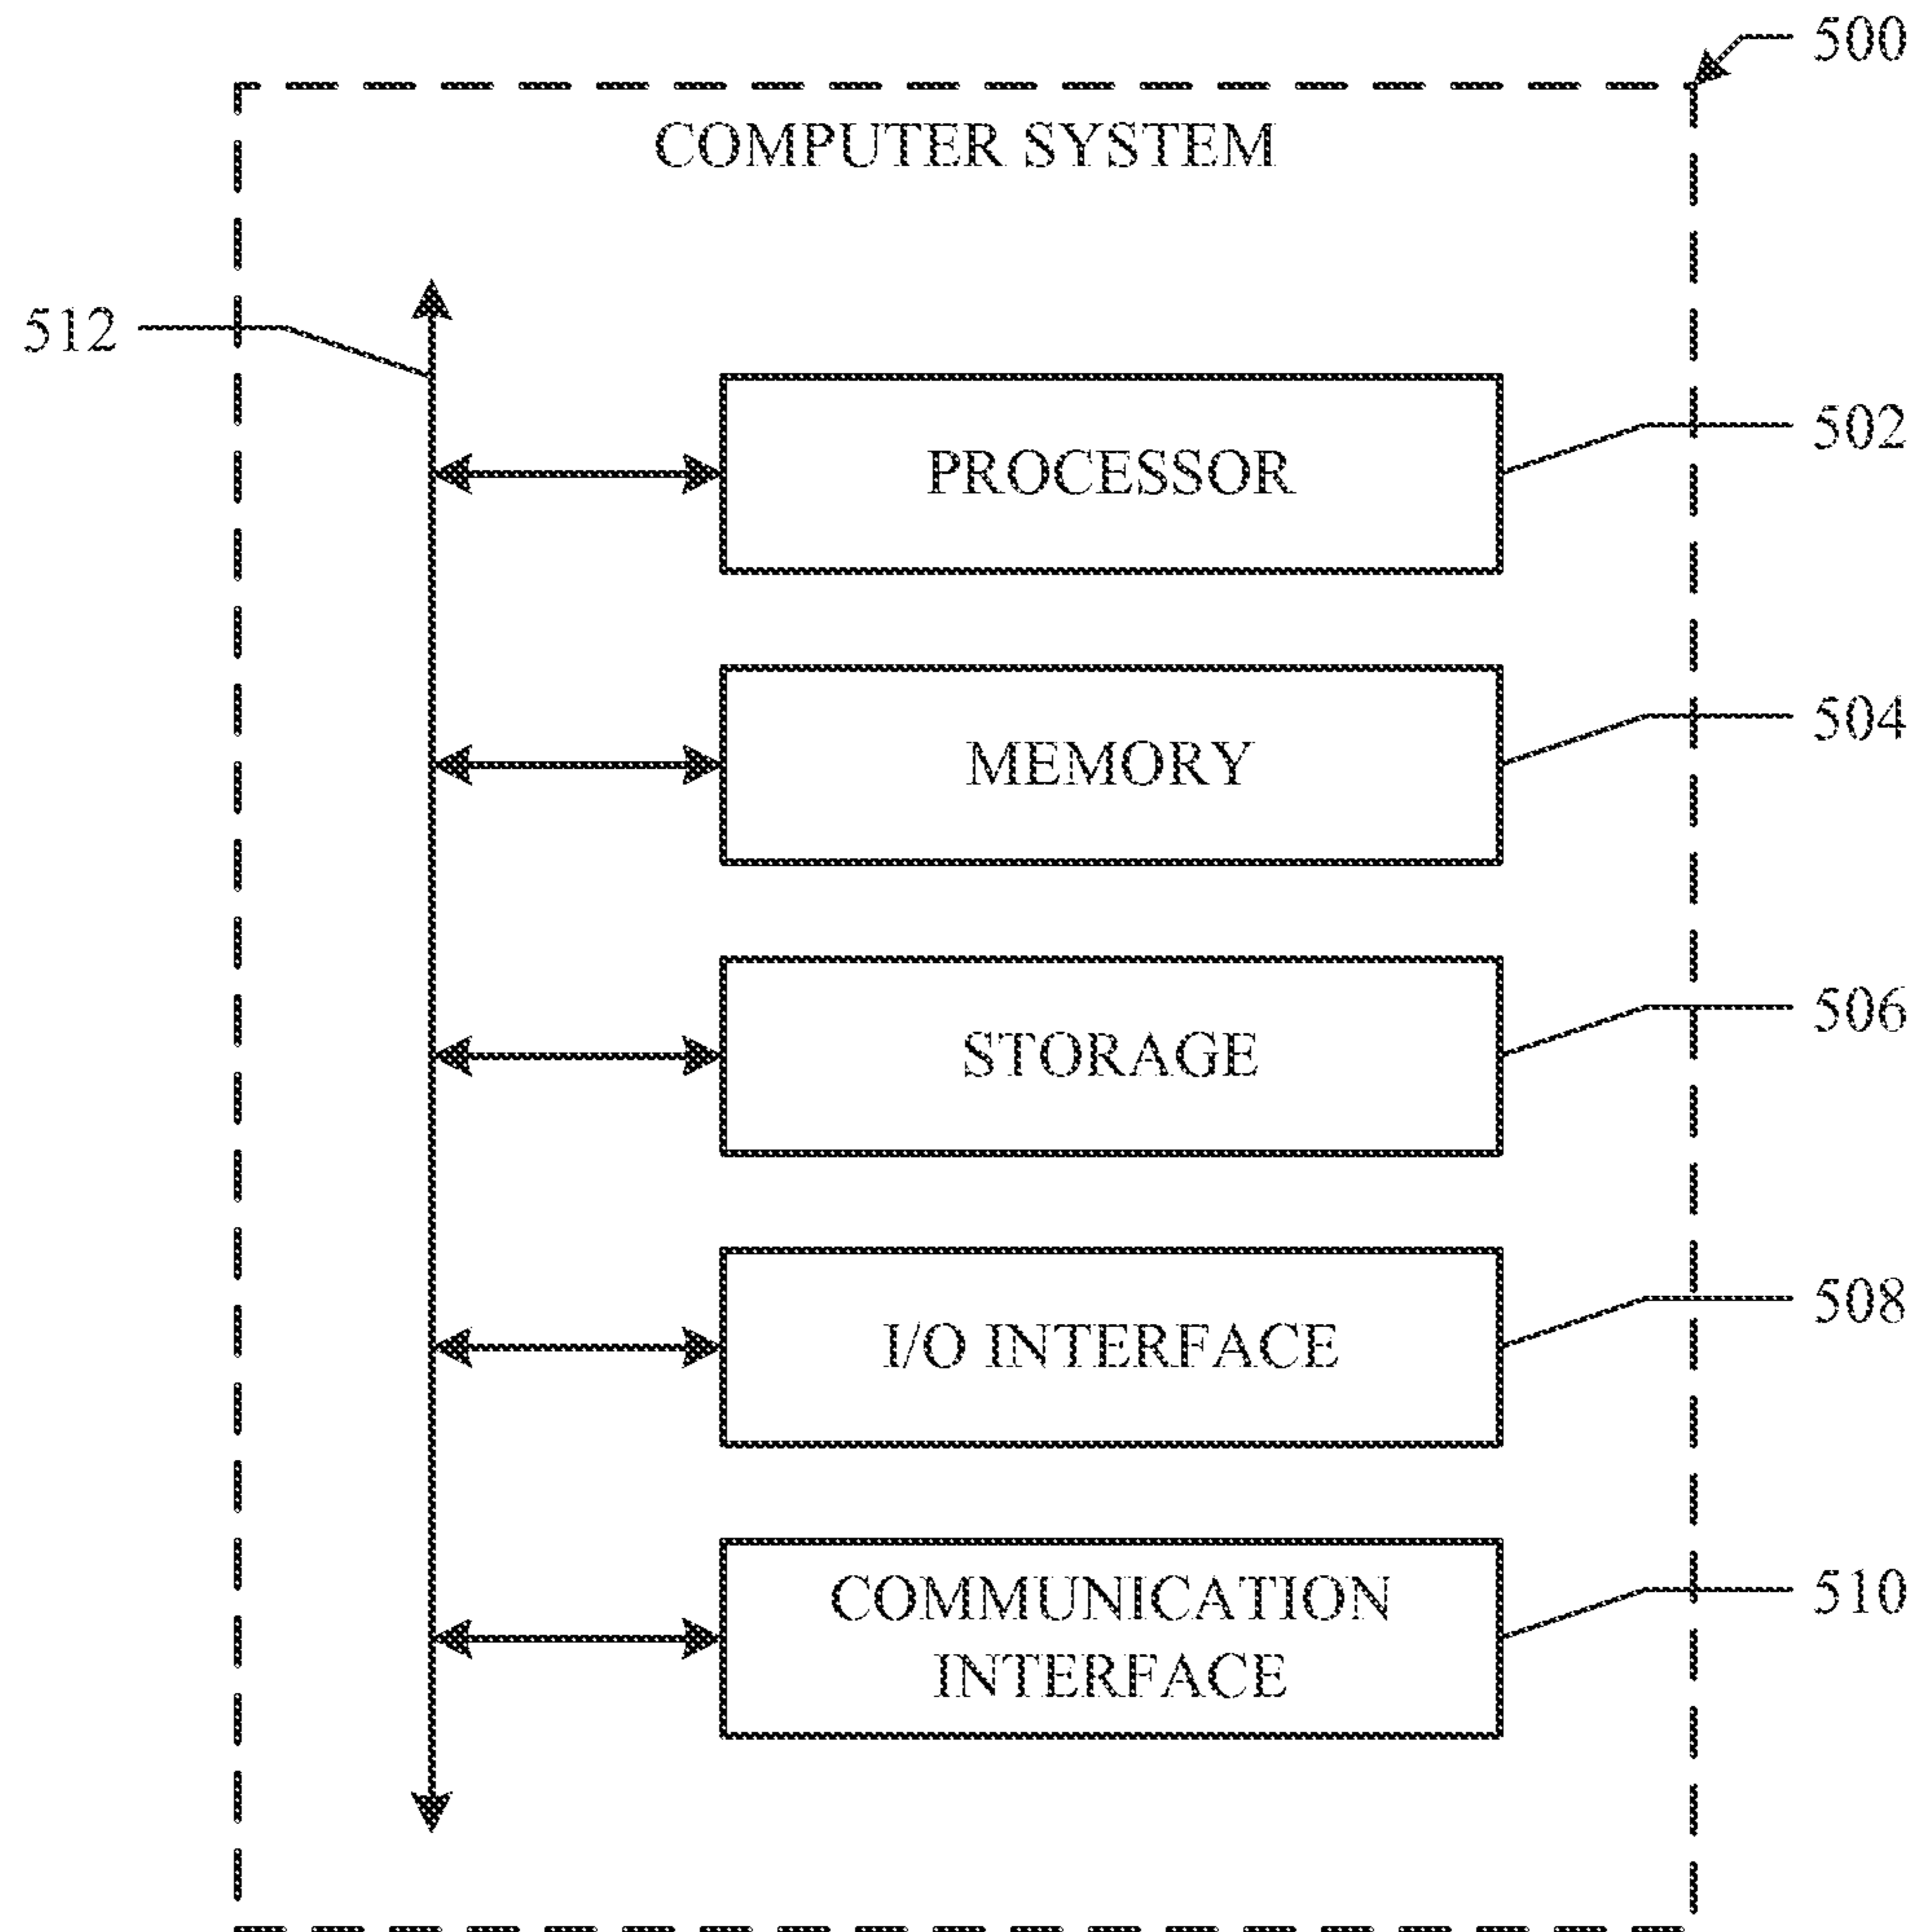 500
COMPUTER SYSTEM
512
PROCESSOR
502
MEMORY
504
STORAGE
506
I/O INTERFACE
508
COMMUNICATION
INTERFACE
510